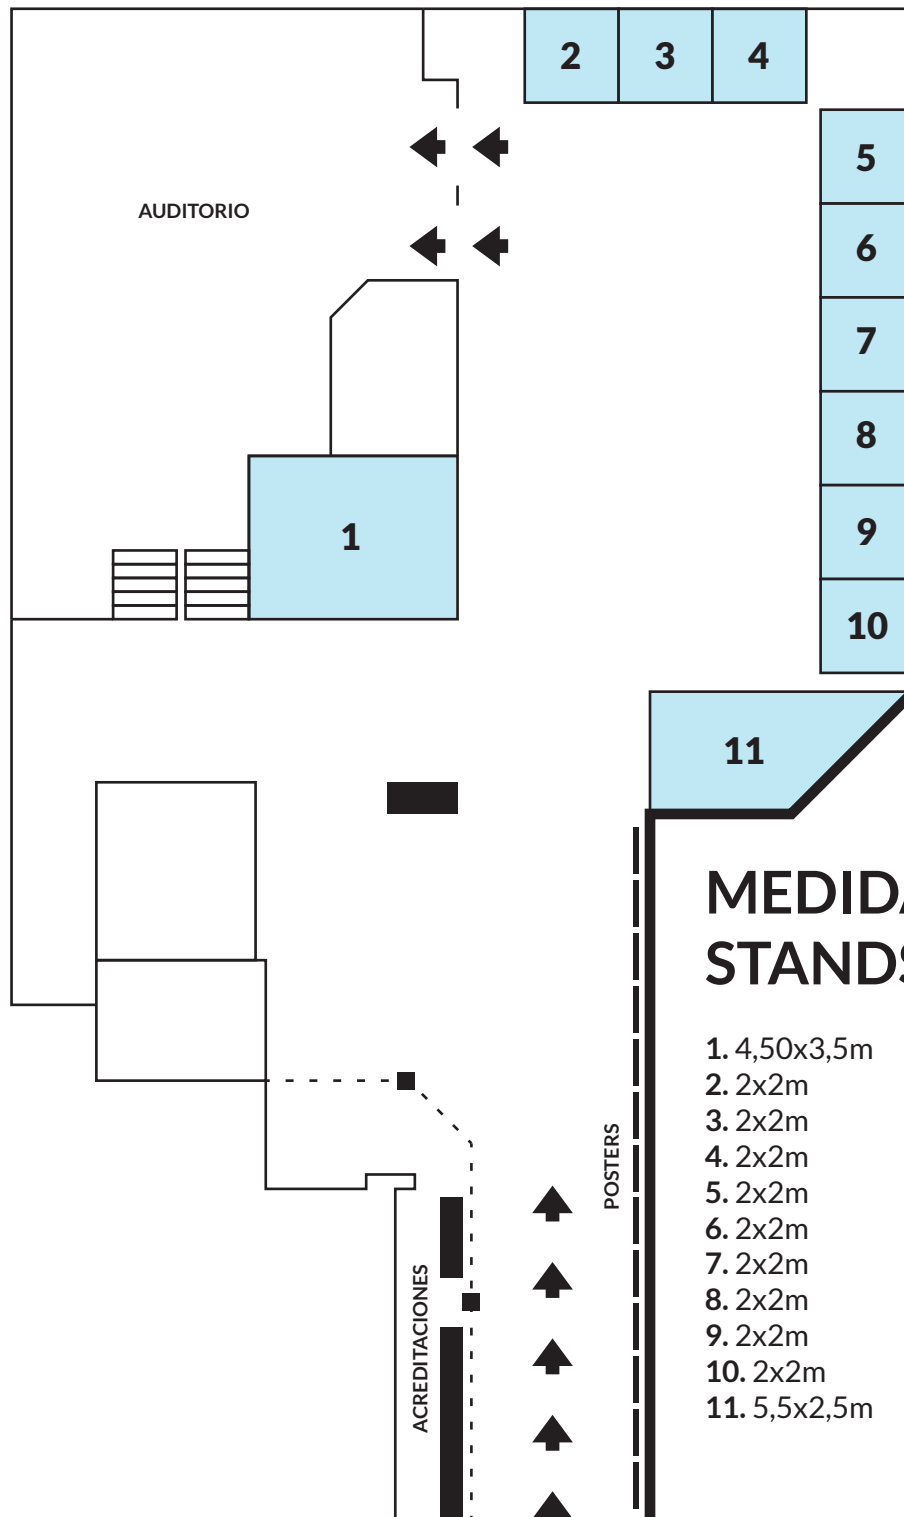 2 3 4
5
AUDITORIO
6
7
8
9
1
10
11
MEDIDA
STANDS
1. 4,50x3,5m
2. 2x2m
3. 2x2m
4. 2x2m
5. 2x2m
6. 2x2m
7. 2x2m
8. 2x2m
9. 2x2m
10. 2x2m
11. 5,5x2,5m
POSTERS
ACREDITACIONES